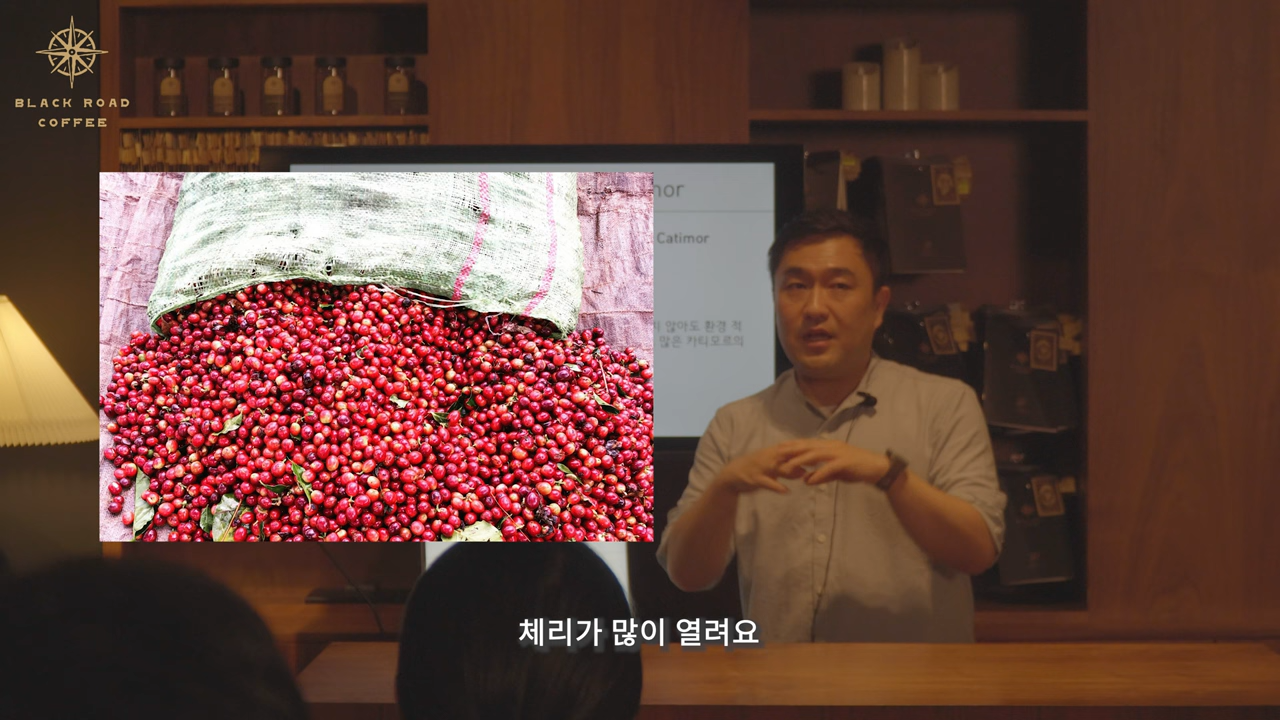 BLACK ROAD
COFFEE
mor
Catimor
않아도 환경 적
많은 카티모르의
체리가 많이 열려요